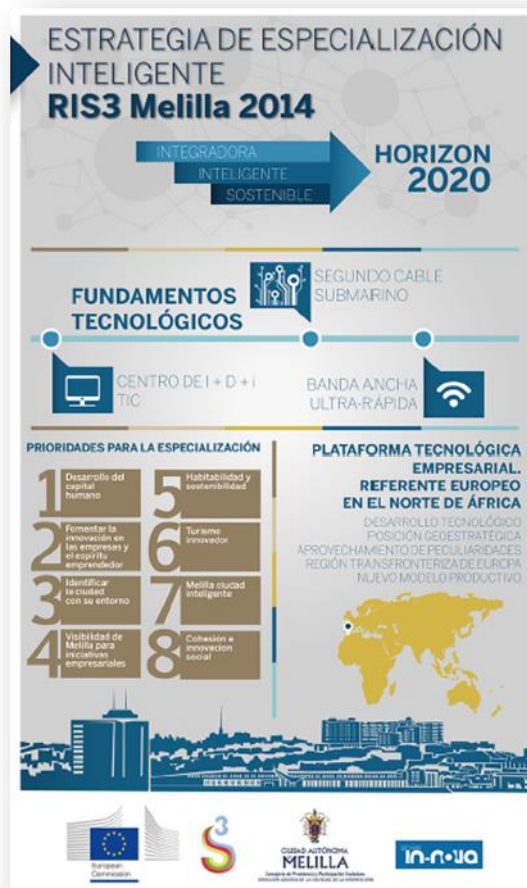 ESTRATEGIA DE ESPECIALIZACIÓN
INTELIGENTE
RIS3 Melilla 2014
INTEGRADORA
INTELIGENTE
SOSTENIBLE
HORIZON
2020
FUNDAMENTOS
TECNOLÓGICOS
SEGUNDO CABLE
SUBMARINO
CENTRO DE I + D + i
TIC
BANDA ANCHA
ULTRA-RÁPIDA
PRIORIDADES PARA LA ESPECIALIZACIÓN
1
Desarrollo del
capital
humano
2
Fomentar la
innovación en
las empresas y
el espíritu
emprendedor
3
Identificar
la ciudad
con su entorno
4
Visibilidad de
Melilla para
iniciativas
empresariales
5
Habitabilidad y
sostenibilidad
6
Turismo
innovador
7
Melilla ciudad
inteligente
8
Cohesión e
innovacion
social
PLATAFORMA TECNOLÓGICA
EMPRESARIAL.
REFERENTE EUROPEO
EN EL NORTE DE ÁFRICA
DESARROLLO TECNOLÓGICO
POSICIÓN GEOESTRATÉGICA
APROVECHAMIENTO DE PECULIARIDADES
REGIÓN TRANSFRONTERIZA DE EUROPA
NUEVO MODELO PRODUCTIVO
European
Commission
S3
CIUDAD AUTÓNOMA
MELILLA
in-nova